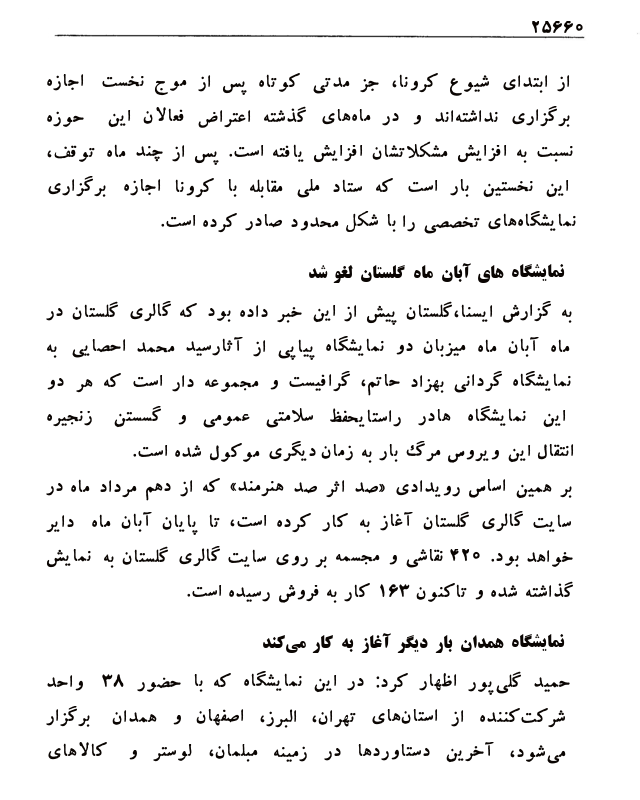 ۲۵۶۶۰
از ابتدای شیوع کرونا، جز مدتی کوتاه پس از موج نخست اجازه
برگزاری نداشته‌اند و در ماه‌های گذشته اعتراض فعالان این حوزه
نسبت به افزایش مشکلاتشان افزایش یافته است. پس از چند ماه توقف،
این نخستین بار است که ستاد ملی مقابله با کرونا اجازه برگزاری
نمایشگاه‌های تخصصی را با شکل محدود صادر کرده است.
نمایشگاه های آبان ماه گلستان لغو شد
به گزارش ایسنا،گلستان پیش از این خبر داده بود که گالری گلستان در
ماه آبان ماه میزبان دو نمایشگاه پیاپی از آثارسید محمد احصایی به
نمایشگاه گردانی بهزاد حاتم، گرافیست و مجموعه دار است که هر دو
این نمایشگاه هادر راستایحفظ سلامتی عمومی و گسستن زنجیره
انتقال این ویروس مرگ بار به زمان دیگری موکول شده است.
بر همین اساس رویدادی «صد اثر صد هنرمند» که از دهم مرداد ماه در
سایت گالری گلستان آغاز به کار کرده است، تا پایان آبان ماه دایر
خواهد بود. ۴۲۰ نقاشی و مجسمه بر روی سایت گالری گلستان به نمایش
گذاشته شده و تاکنون ۱۶۳ کار به فروش رسیده است.
نمایشگاه همدان بار دیگر آغاز به کار می‌کند
حمید گلی‌پور اظهار کرد: در این نمایشگاه که با حضور ۳۸ واحد
شرکت‌کننده از استان‌های تهران، البرز، اصفهان و همدان برگزار
می‌شود، آخرین دستاوردها در زمینه مبلمان، لوستر و کالاهای